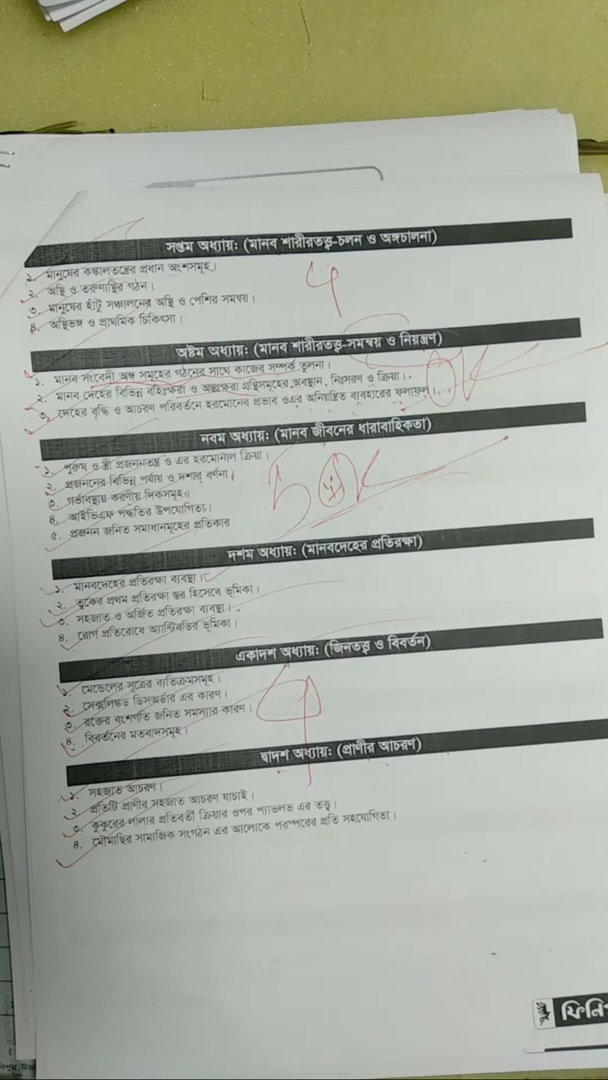 সপ্তম অধ্যায়: (মানব শারীরতত্ত্ব-চলন ও অঙ্গচালনা)
১. মানুষের কঙ্কালতন্ত্রের প্রধান অংশসমূহ।
২. অস্থি ও তরুণাস্থির গঠন।
৩. মানুষের হাঁটু সঞ্চালনের অস্থি ও পেশির সমন্বয়।
৪. অস্থিভঙ্গ ও প্রাথমিক চিকিৎসা।
অষ্টম অধ্যায়: (মানব শারীরতত্ত্ব-সমন্বয় ও নিয়ন্ত্রণ)
১. মানব সংবেদী অঙ্গ সমূহের গঠনের সাথে কাজের সম্পর্ক তুলনা।
২. মানব দেহের বিভিন্ন বহিঃক্ষরা ও অন্তঃক্ষরা গ্রন্থিসমূহের অবস্থান, নিঃসরণ ও ক্রিয়া।
৩. দেহের বৃদ্ধি ও আচরণ পরিবর্তনে হরমোনের প্রভাব ওএর অনিয়ন্ত্রিত ব্যবহারের ফলাফল।
নবম অধ্যায়: (মানব জীবনের ধারাবাহিকতা)
১. পুরুষ ও স্ত্রী প্রজননতন্ত্র ও এর হরমোনাল ক্রিয়া।
২. প্রজননের বিভিন্ন পর্যায় ও দশার বর্ণনা।
৩. গর্ভাবস্থায় করণীয় দিকসমূহ।
৪. আইভিএফ পদ্ধতির উপযোগিতা।
৫. প্রজনন জনিত সমাধানমূহের প্রতিকার
দশম অধ্যায়: (মানবদেহের প্রতিরক্ষা)
১. মানবদেহের প্রতিরক্ষা ব্যবস্থা।
২. ত্বকের প্রথম প্রতিরক্ষা স্তর হিসেবে ভূমিকা।
৩. সহজাত ও অর্জিত প্রতিরক্ষা ব্যবস্থা।
৪. রোগ প্রতিরোধে অ্যান্টিবডির ভূমিকা।
একাদশ অধ্যায়: (জিনতত্ত্ব ও বিবর্তন)
১. মেন্ডেলের সূত্রের ব্যতিক্রমসমূহ।
২. সেক্সলিঙ্কড ডিসঅর্ডার এর কারণ।
৩. রক্তের বংশগতি জনিত সমস্যার কারণ।
৪. বিবর্তনের মতবাদসমূহ।
দ্বাদশ অধ্যায়: (প্রাণীর আচরণ)
১. সহজাত আচরণ।
২. প্রতিটি প্রাণীর সহজাত আচরণ যাচাই।
৩. কুকুরের লালার প্রতিবর্তী ক্রিয়ার ওপর প্যাভলভ এর তত্ত্ব।
৪. মৌমাছির সামাজিক সংগঠন এর আলোকে পরস্পরের প্রতি সহযোগিতা।